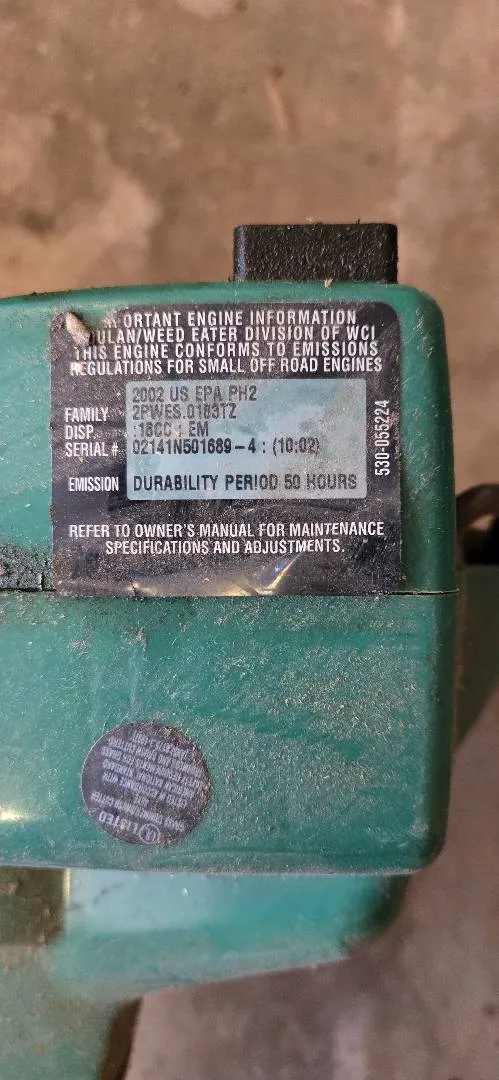 ORTANT ENGINE INFORMATION
ULAN/WEED EATER DIVISION OF WCI
THIS ENGINE CONFORMS TO EMISSIONS
REGULATIONS FOR SMALL OFF ROAD ENGINES
2002 US EPA PH2
FAMILY 2PWES.0183TZ
DISP. : 18CC : EM
SERIAL # 02141N501689-4 : (10:02)
EMISSION DURABILITY PERIOD 50 HOURS
530-055224
REFER TO OWNER'S MANUAL FOR MAINTENANCE
SPECIFICATIONS AND ADJUSTMENTS.
LISTED